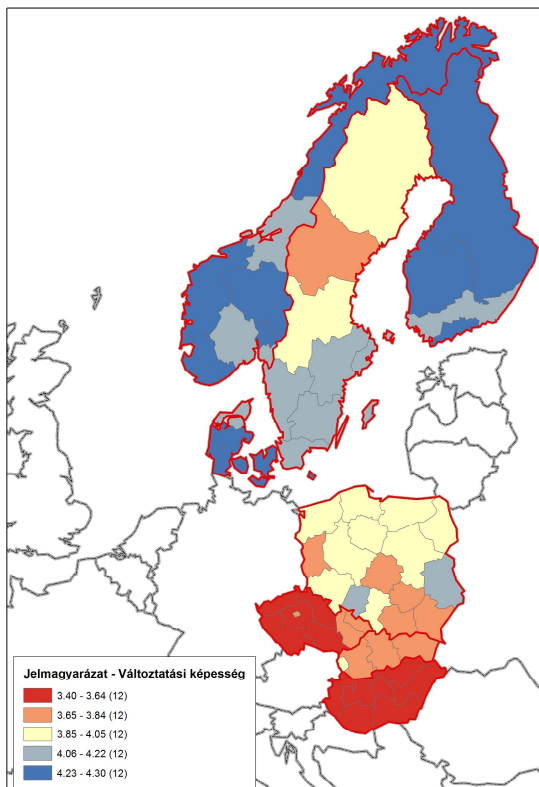 Jelmagyarázat - Változtatási képesség
3.40 - 3.64 (12)
3.65 - 3.84 (12)
3.85 - 4.05 (12)
4.06 - 4.22 (12)
4.23 - 4.30 (12)